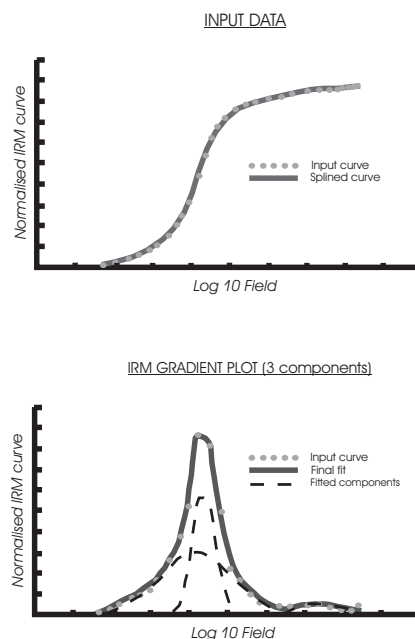 INPUT DATA
Normalised IRM curve
Input curve
Splined curve
Log 10 Field
IRM GRADIENT PLOT (3 components)
Normalised IRM curve
Input curve
Final fit
Fitted components
Log 10 Field